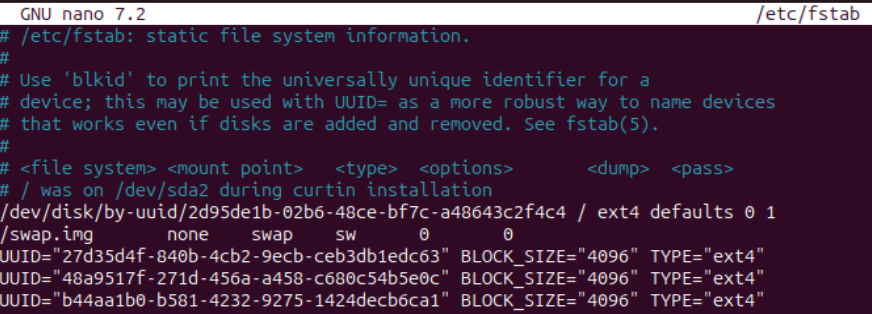 GNU nano 7.2 /etc/fstab
# /etc/fstab: static file system information.
#
# Use 'blkid' to print the universally unique identifier for a
# device; this may be used with UUID= as a more robust way to name devices
# that works even if disks are added and removed. See fstab(5).
#
# <file system> <mount point>   <type>  <options>       <dump>  <pass>
# / was on /dev/sda2 during curtin installation
/dev/disk/by-uuid/2d95de1b-02b6-48ce-bf7c-a48643c2f4c4 / ext4 defaults 0 1
/swap.img       none    swap    sw      0       0
UUID="27d35d4f-840b-4cb2-9ecb-ceb3db1edc63" BLOCK_SIZE="4096" TYPE="ext4"
UUID="48a9517f-271d-456a-a458-c680c54b5e0c" BLOCK_SIZE="4096" TYPE="ext4"
UUID="b44aa1b0-b581-4232-9275-1424decb6ca1" BLOCK_SIZE="4096" TYPE="ext4"